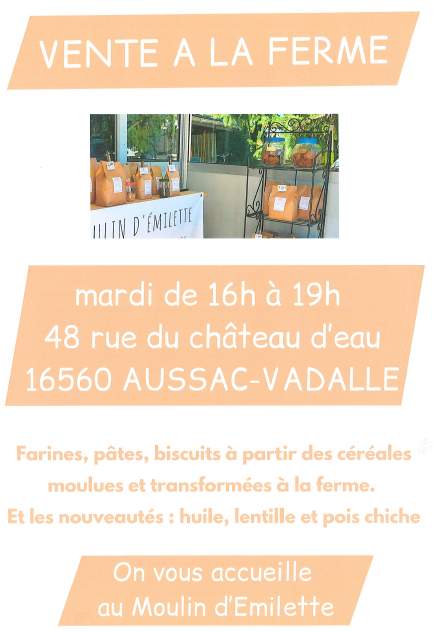 VENTE A LA FERME
ULIN D'ÉMILETTE
mardi de 16h à 19h
48 rue du château d'eau
16560 AUSSAC-VADALLE
Farines, pâtes, biscuits à partir des céréales
moulues et transformées à la ferme.
Et les nouveautés : huile, lentille et pois chiche
On vous accueille
au Moulin d'Emilette